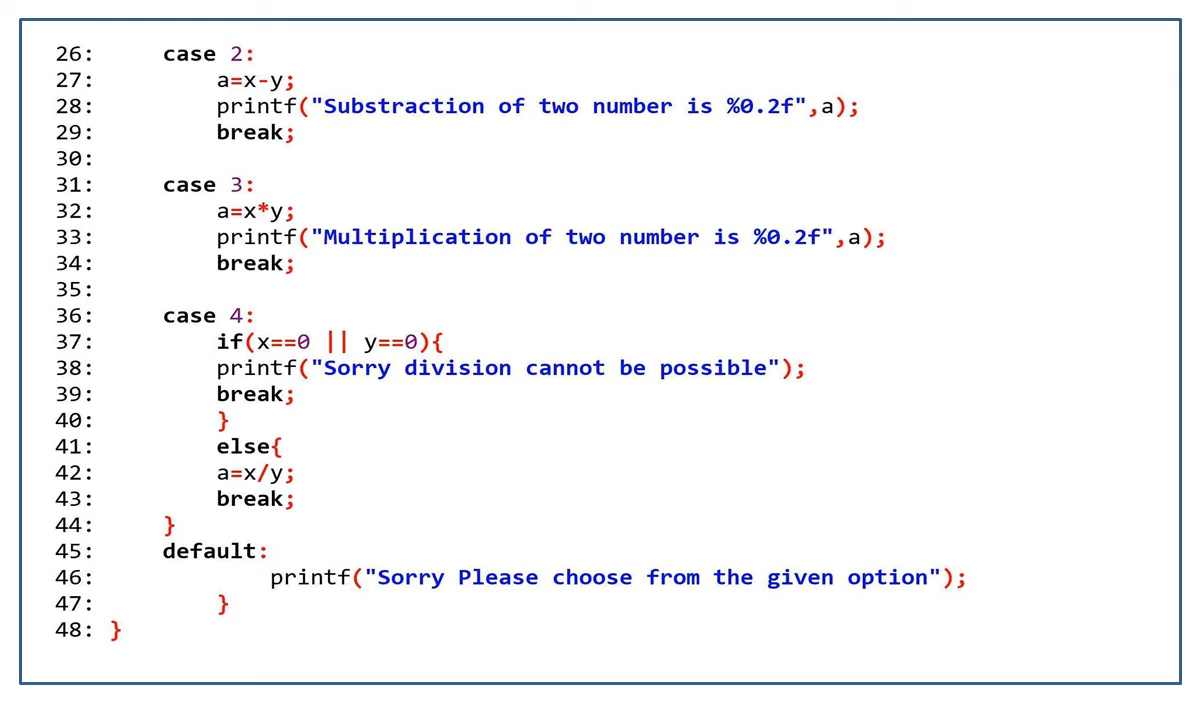 26:     case 2:
27:         a=x-y;
28:         printf("Substraction of two number is %0.2f",a);
29:         break;
30:
31:     case 3:
32:         a=x*y;
33:         printf("Multiplication of two number is %0.2f",a);
34:         break;
35:
36:     case 4:
37:         if(x==0 || y==0){
38:         printf("Sorry division cannot be possible");
39:         break;
40:         }
41:         else{
42:         a=x/y;
43:         break;
44:     }
45:     default:
46:             printf("Sorry Please choose from the given option");
47:         }
48: }